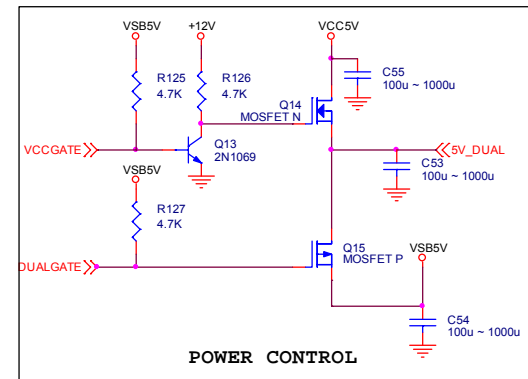 VSB5V
+12V
VCC5V
R125
4.7K
R126
4.7K
C55
100u ~ 1000u
Q14
MOSFET N
VCCGATE
Q13
2N1069
5V_DUAL
C53
100u ~ 1000u
VSB5V
R127
4.7K
Q15
MOSFET P
VSB5V
DUALGATE
C54
100u ~ 1000u
POWER CONTROL